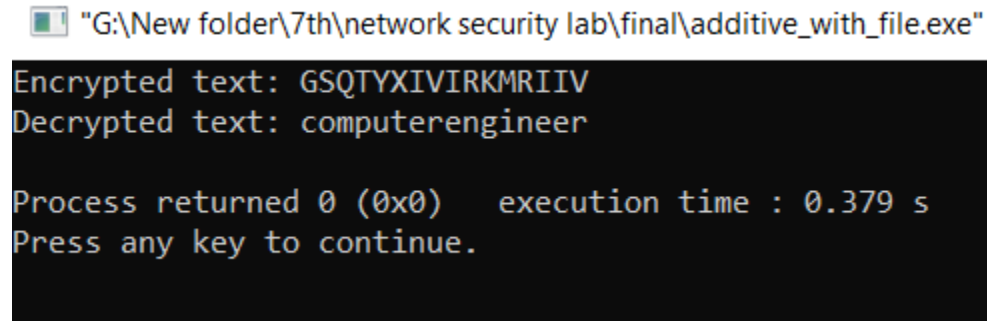 "G:\New folder\7th\network security lab\final\additive_with_file.exe"
Encrypted text: GSQTYXIVIRKMRIIV
Decrypted text: computerengineer
Process returned 0 (0x0)   execution time : 0.379 s
Press any key to continue.